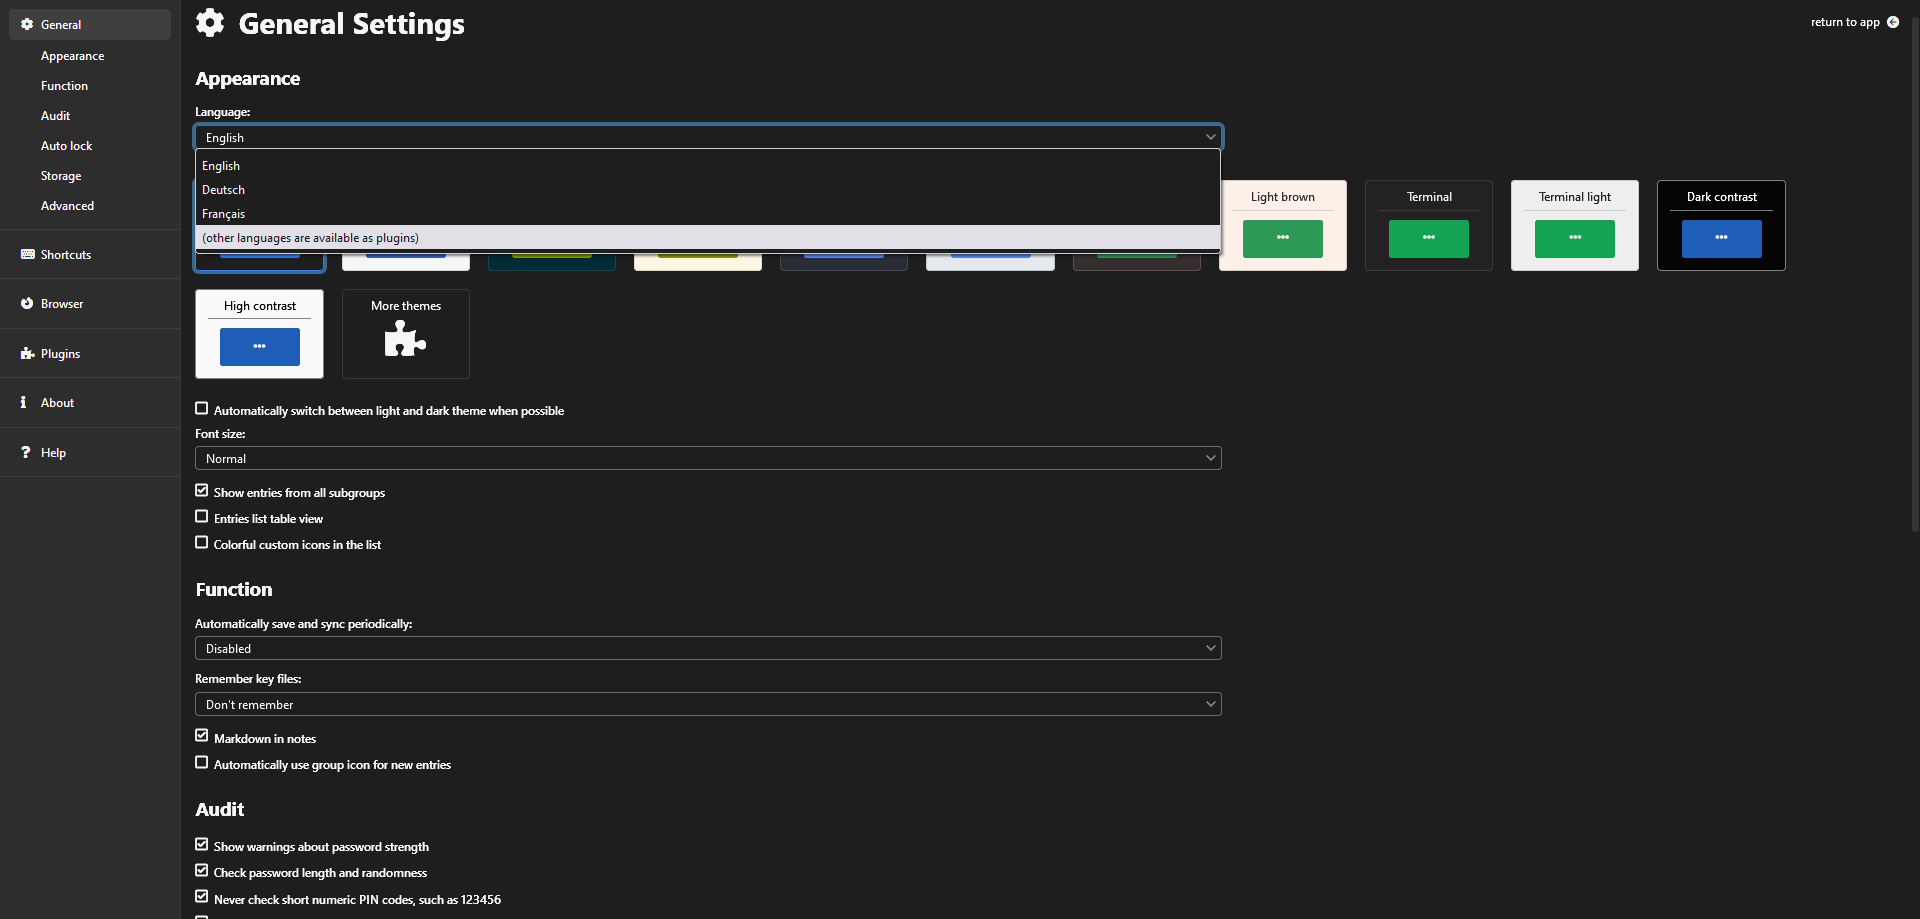 General
Appearance
Function
Audit
Auto lock
Storage
Advanced
Shortcuts
Browser
Plugins
About
Help
General Settings
return to app
Appearance
Language:
English
English
Deutsch
Français
(other languages are available as plugins)
Light brown
Terminal
Terminal light
Dark contrast
High contrast
More themes
Automatically switch between light and dark theme when possible
Font size:
Normal
Show entries from all subgroups
Entries list table view
Colorful custom icons in the list
Function
Automatically save and sync periodically:
Disabled
Remember key files:
Don't remember
Markdown in notes
Automatically use group icon for new entries
Audit
Show warnings about password strength
Check password length and randomness
Never check short numeric PIN codes, such as 123456